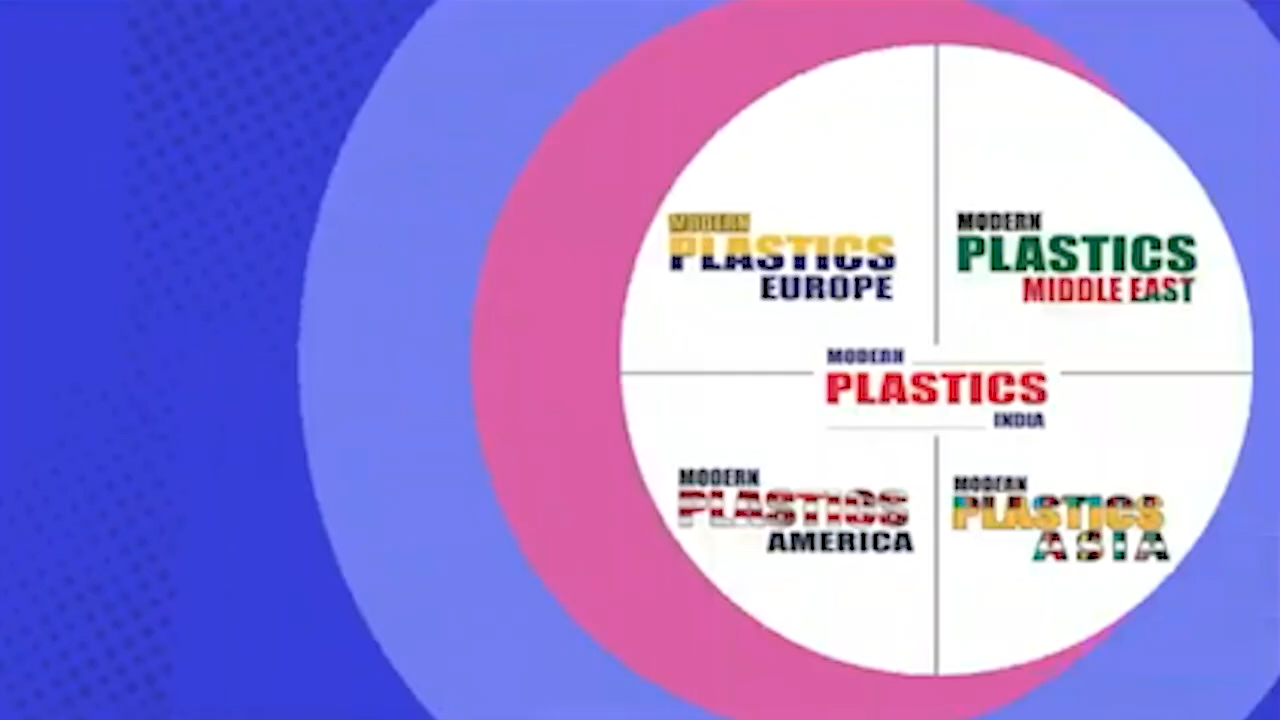 MODERN
PLASTICS
EUROPE
MODERN
PLASTICS
MIDDLE EAST
MODERN
PLASTICS
INDIA
MODERN
PLASTICS
AMERICA
MODERN
PLASTICS
ASIA